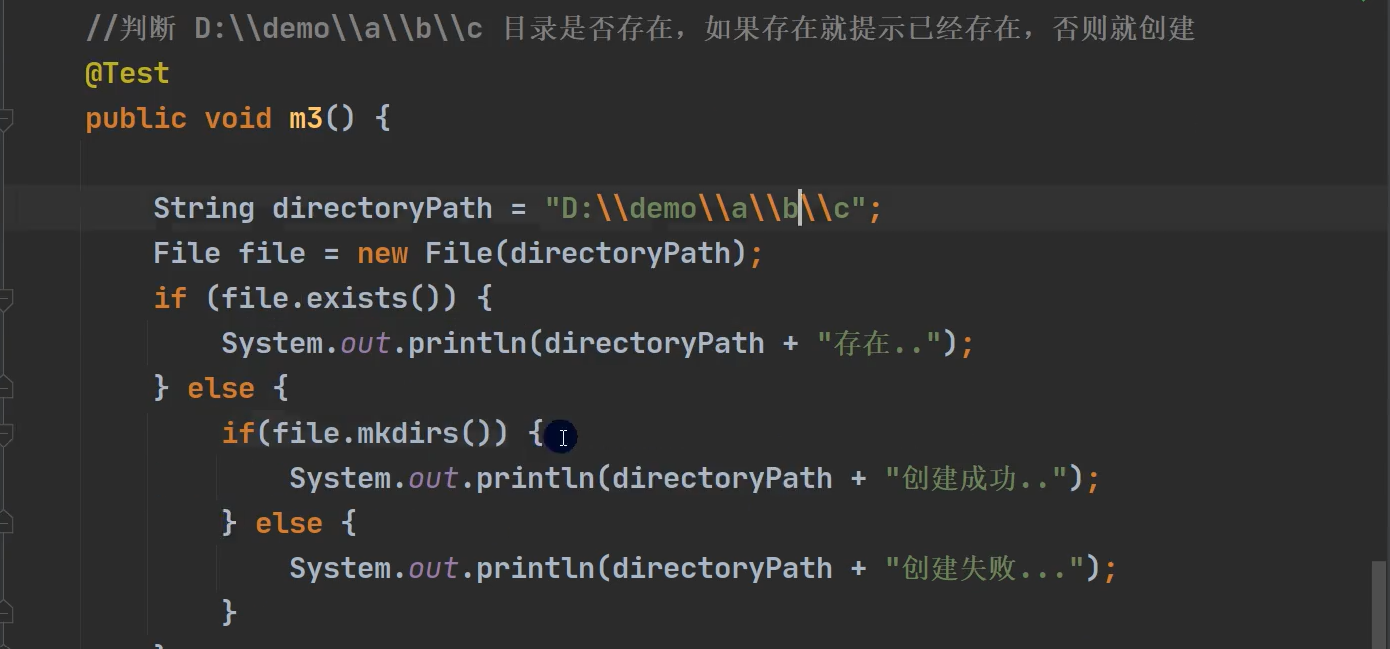 //判断 D:\\demo\\a\\b\\c 目录是否存在，如果存在就提示已经存在，否则就创建
@Test
public void m3() {
String directoryPath = "D:\\demo\\a\\b\\c";
File file = new File(directoryPath);
if (file.exists()) {
System.out.println(directoryPath + "存在..");
} else {
if(file.mkdirs()) {
System.out.println(directoryPath + "创建成功..");
} else {
System.out.println(directoryPath + "创建失败...");
}
}